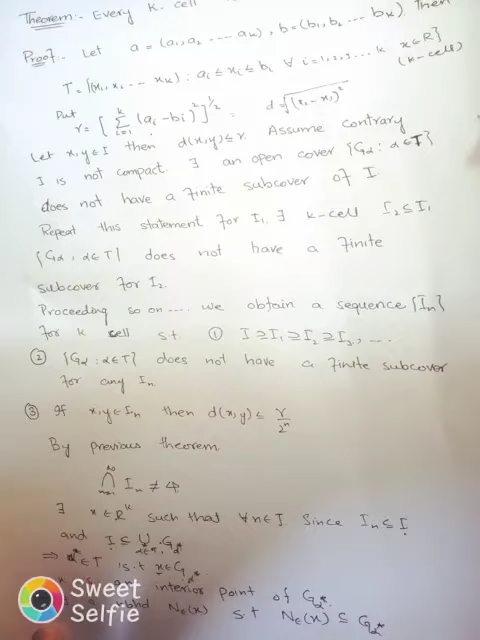 Theorem:- Every k-cell
Proof:- Let a = (a₁, a₂ ..... aₖ), b = (b₁, b₂ ... bₖ). Then
I = {(x₁, x₂ ... xₖ) : aᵢ ≤ xᵢ ≤ bᵢ ∀ i = 1, 2, 3, ... k x ∈ R}
(k-cell)
Put r = [ Σᵢ₌₁ᵏ (aᵢ - bᵢ)² ]^1/2 d = √(x₂ - x₁)²
Let x, y ∈ I then d(x, y) ≤ r. Assume contrary
I is not compact ∃ an open cover {Gα : α ∈ T}
does not have a finite subcover of I.
Repeat this statement for I₁ ∃ k-cell I₂ ⊆ I₁
{Gα, α ∈ T} does not have a finite
subcover for I₂.
Proceeding so on .... we obtain a sequence {Iₙ}
for k cell s.t. ① I ⊇ I₁ ⊇ I₂ ⊇ I₃, ....
② {Gα : α ∈ T} does not have a finite subcover
for any Iₙ
③ If x, y ∈ Iₙ then d(x, y) ≤ r/2ⁿ
By previous theorem
∩ₙ₌₁^∞ Iₙ ≠ φ
∃ x ∈ Rᵏ such that ∀ n ∈ I. Since Iₙ ⊆ I
and I ⊆ ∪ Gα*
⇒ α* ∈ T s.t x ∈ Gα*
interior point of Gα*
nbhd Nε(x) s.t Nε(x) ⊆ Gα*
Sweet
Selfie